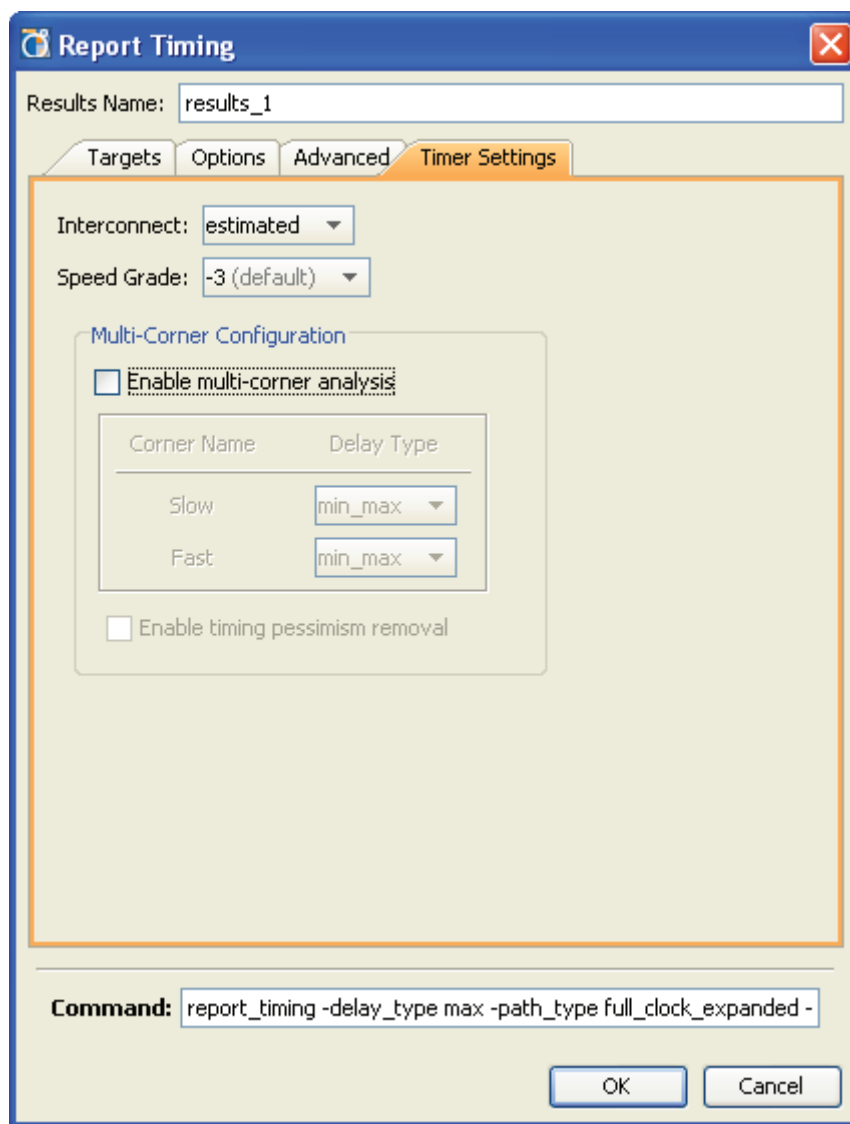 Report Timing
Results Name: results_1
Targets Options Advanced Timer Settings
Interconnect: estimated
Speed Grade: -3 (default)
Multi-Corner Configuration
Enable multi-corner analysis
Corner Name Delay Type
Slow min_max
Fast min_max
Enable timing pessimism removal
Command: report_timing -delay_type max -path_type full_clock_expanded -
OK Cancel